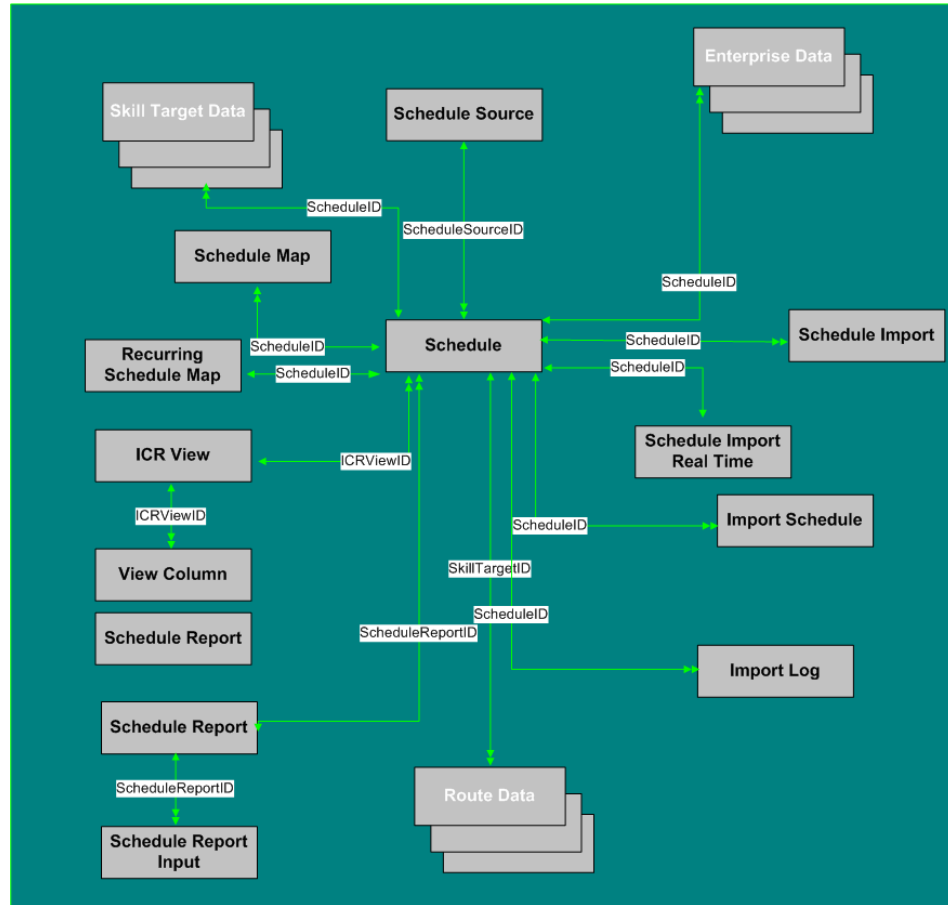 Enterprise Data
Skill Target Data
Schedule Source
ScheduleID
ScheduleSourceID
Schedule Map
ScheduleID
Schedule Import
ScheduleID
ScheduleID
Schedule
Recurring
Schedule Map
ScheduleID
ScheduleID
Schedule Import
Real Time
ICR View
ICRViewID
ICRViewID
Import Schedule
ScheduleID
View Column
SkillTargetID
ScheduleID
Schedule Report
ScheduleReportID
Import Log
Schedule Report
ScheduleReportID
Route Data
Schedule Report
Input